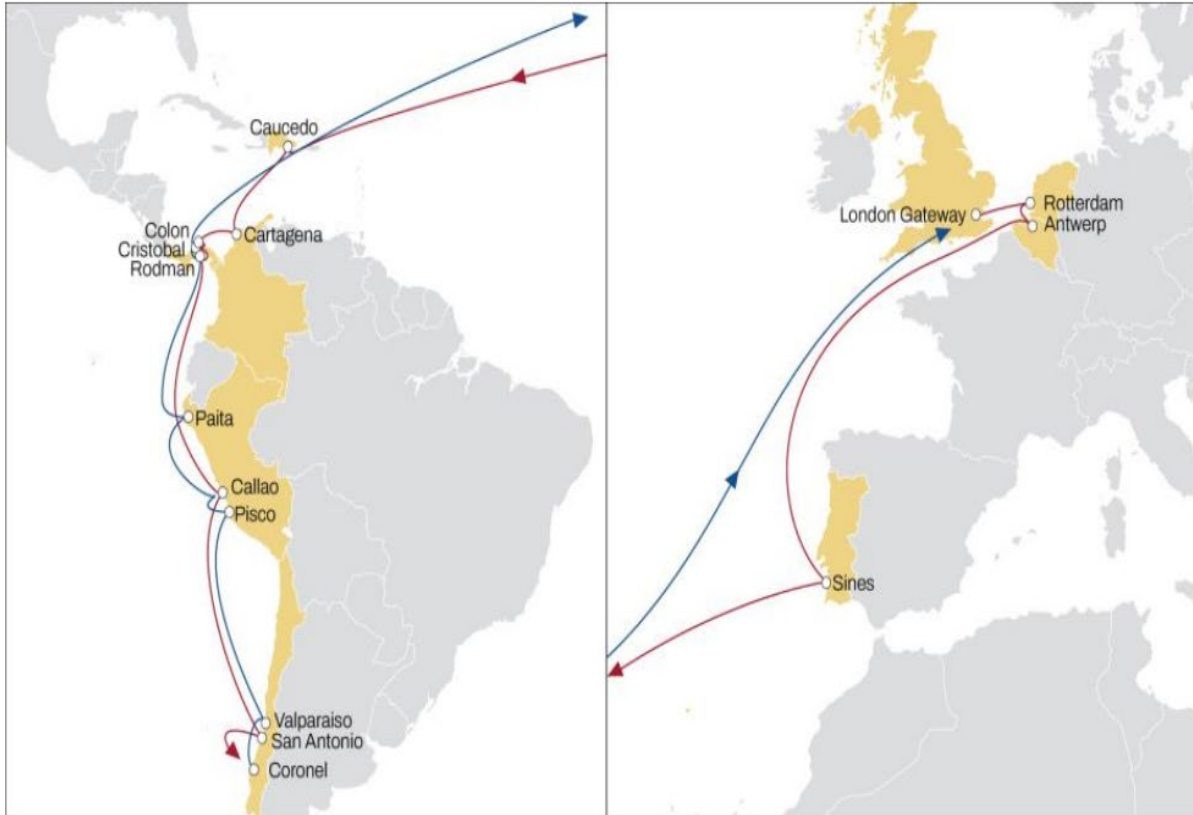 Caucedo
Colon
Cristobal
Rodman
Cartagena
Paita
Callao
Pisco
Valparaiso
San Antonio
Coronel
London Gateway
Rotterdam
Antwerp
Sines